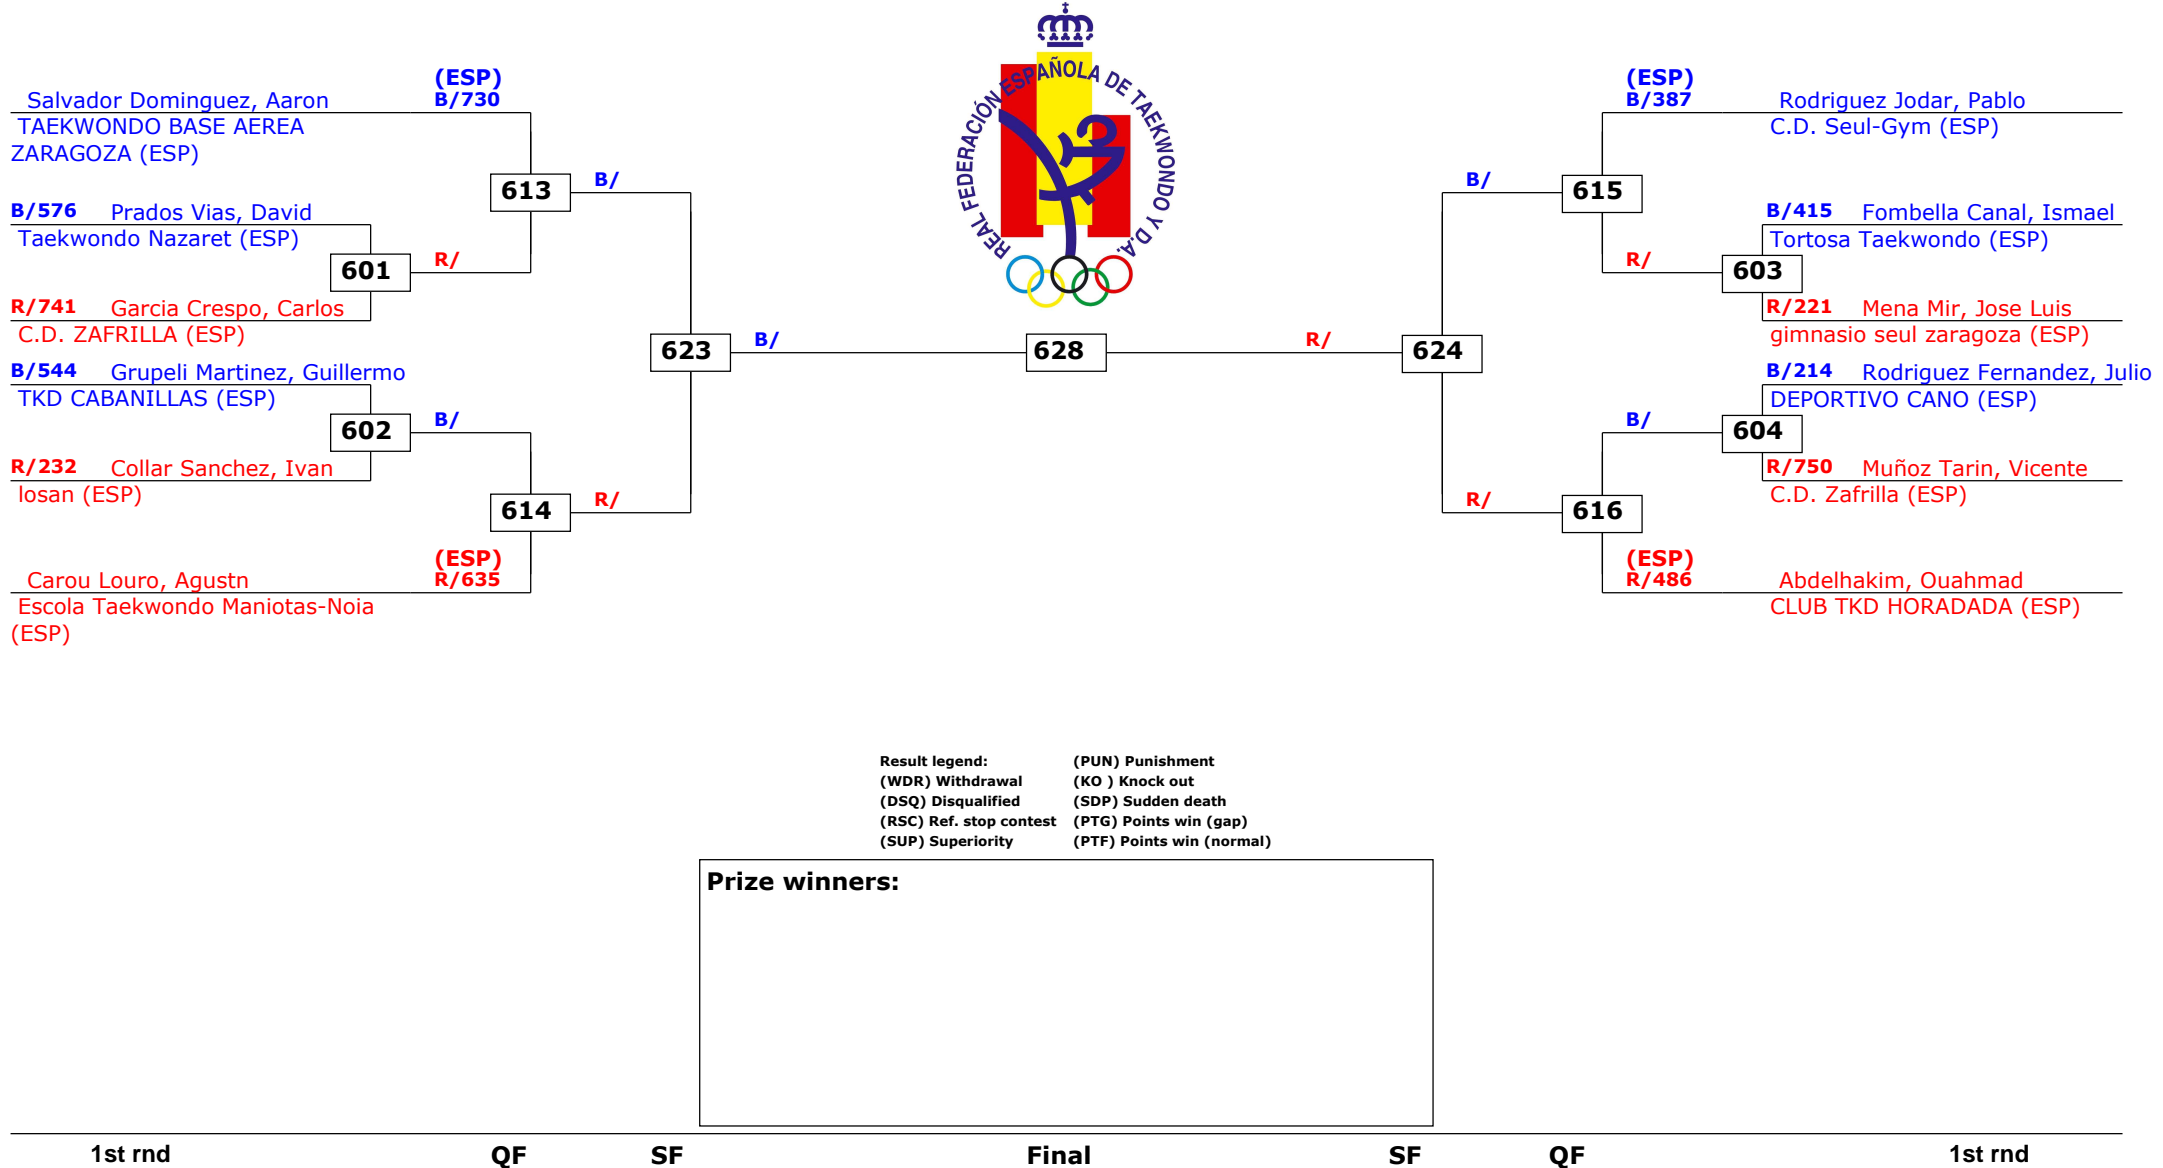 REAL FEDERACIÓN ESPAÑOLA DE TAEKWONDO Y D.A.
(ESP)
Salvador Dominguez, Aaron B/730
TAEKWONDO BASE AEREA
ZARAGOZA (ESP)
613 B/
B/576 Prados Vias, David
Taekwondo Nazaret (ESP)
601 R/
R/741 Garcia Crespo, Carlos
C.D. ZAFRILLA (ESP)
623 B/
B/544 Grupeli Martinez, Guillermo
TKD CABANILLAS (ESP)
602 B/
R/232 Collar Sanchez, Ivan
losan (ESP)
614 R/
(ESP)
Carou Louro, Agustn R/635
Escola Taekwondo Maniotas-Noia
(ESP)
628
(ESP)
B/387 Rodriguez Jodar, Pablo
C.D. Seul-Gym (ESP)
B/ 615
B/415 Fombella Canal, Ismael
Tortosa Taekwondo (ESP)
R/ 603
R/221 Mena Mir, Jose Luis
gimnasio seul zaragoza (ESP)
R/ 624
B/214 Rodriguez Fernandez, Julio
DEPORTIVO CANO (ESP)
B/ 604
R/750 Muñoz Tarin, Vicente
C.D. Zafrilla (ESP)
R/ 616
(ESP)
R/486 Abdelhakim, Ouahmad
CLUB TKD HORADADA (ESP)
Result legend: (PUN) Punishment
(WDR) Withdrawal (KO ) Knock out
(DSQ) Disqualified (SDP) Sudden death
(RSC) Ref. stop contest (PTG) Points win (gap)
(SUP) Superiority (PTF) Points win (normal)
Prize winners:
1st rnd QF SF Final SF QF 1st rnd